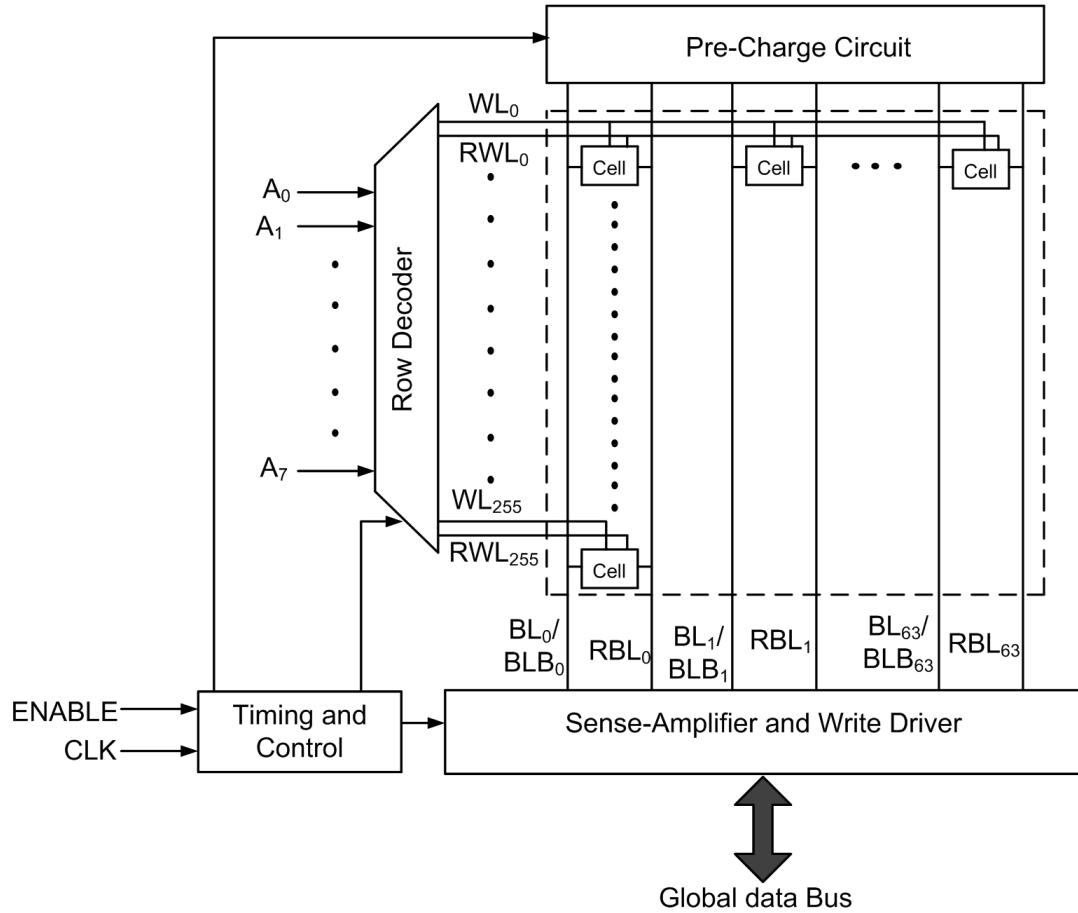 Pre-Charge Circuit
WL0
RWL0
Cell
Cell
Cell
A0
A1
Row Decoder
A7
WL255
RWL255
Cell
BL0/
BLB0
RBL0
BL1/
BLB1
RBL1
BL63/
BLB63
RBL63
ENABLE
CLK
Timing and
Control
Sense-Amplifier and Write Driver
Global data Bus